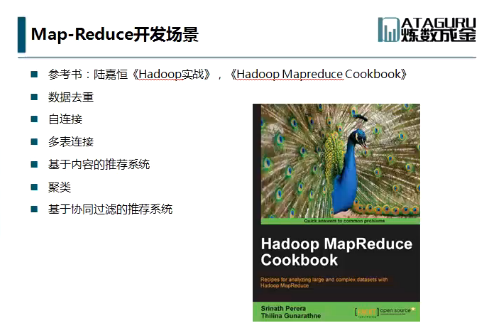 Map-Reduce开发场景
DATAGURU
炼数成金
参考书：陆嘉恒《Hadoop实战》，《Hadoop Mapreduce Cookbook》
数据去重
自连接
多表连接
基于内容的推荐系统
聚类
基于协同过滤的推荐系统
Quick answers to common problems
Hadoop MapReduce
Cookbook
Recipes for analyzing large and complex datasets with
Hadoop MapReduce
Srinath Perera
Thilina Gunarathne
open source